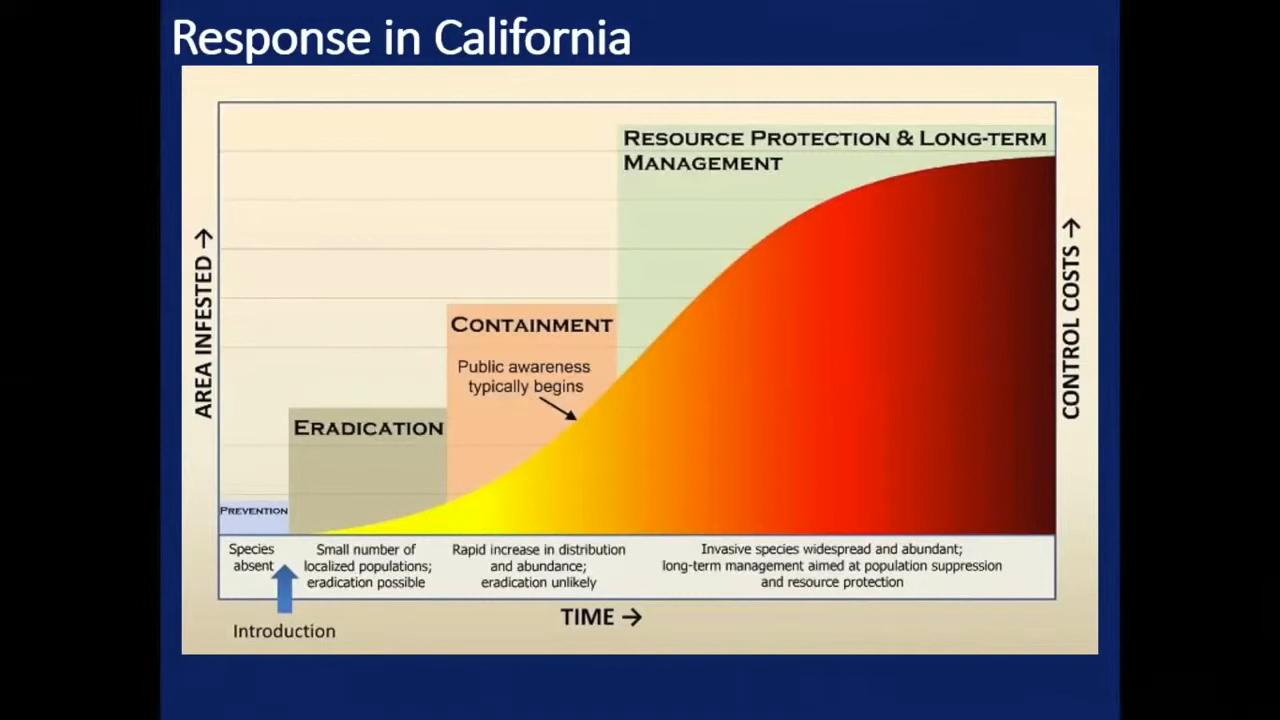 Response in California
RESOURCE PROTECTION & LONG-TERM
MANAGEMENT
CONTAINMENT
Public awareness
typically begins
ERADICATION
PREVENTION
AREA INFESTED →
CONTROL COSTS →
Species
absent
Small number of
localized populations;
eradication possible
Rapid increase in distribution
and abundance;
eradication unlikely
Invasive species widespread and abundant;
long-term management aimed at population suppression
and resource protection
TIME →
Introduction